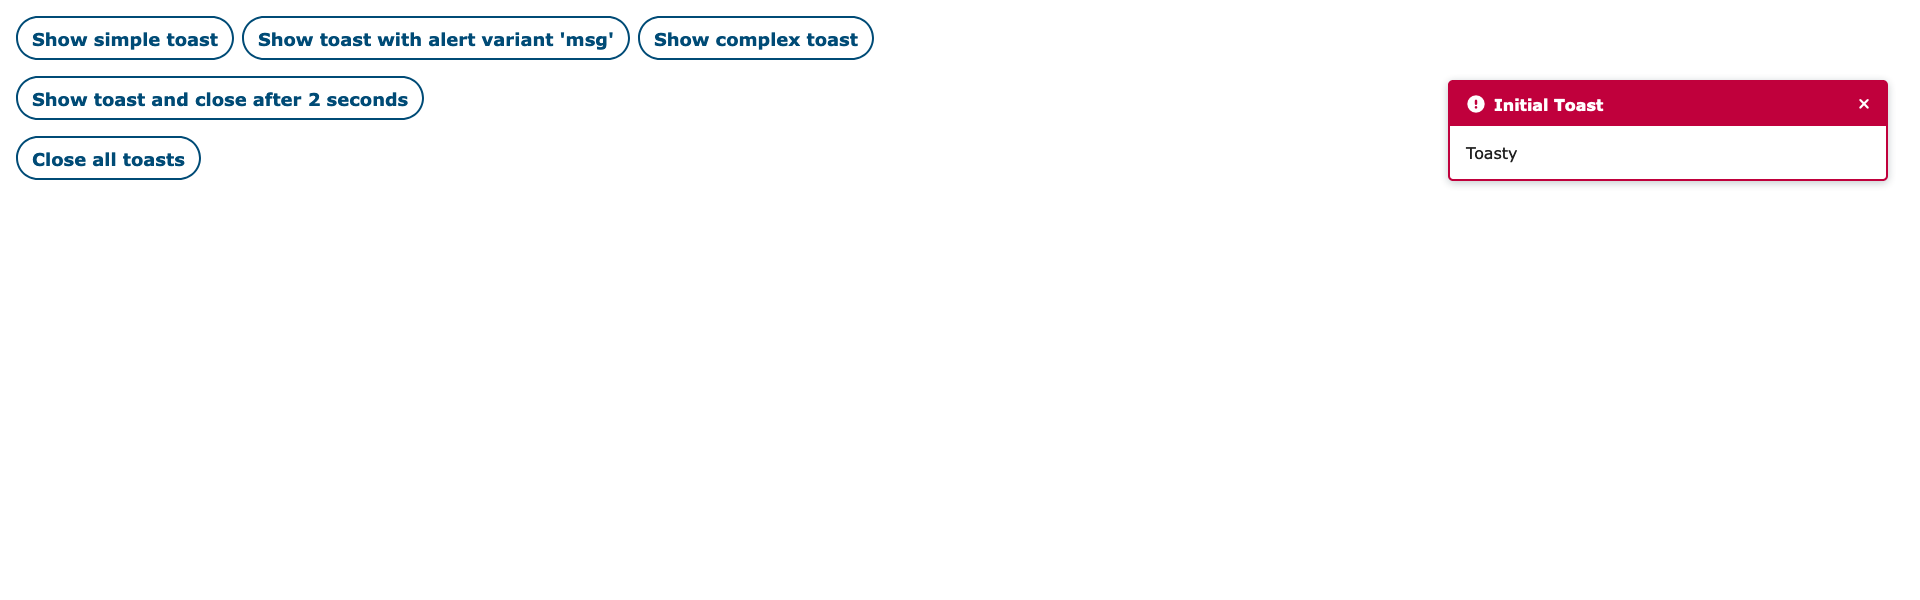 Show simple toast
Show toast with alert variant 'msg'
Show complex toast
Show toast and close after 2 seconds
Close all toasts
Initial Toast
Toasty